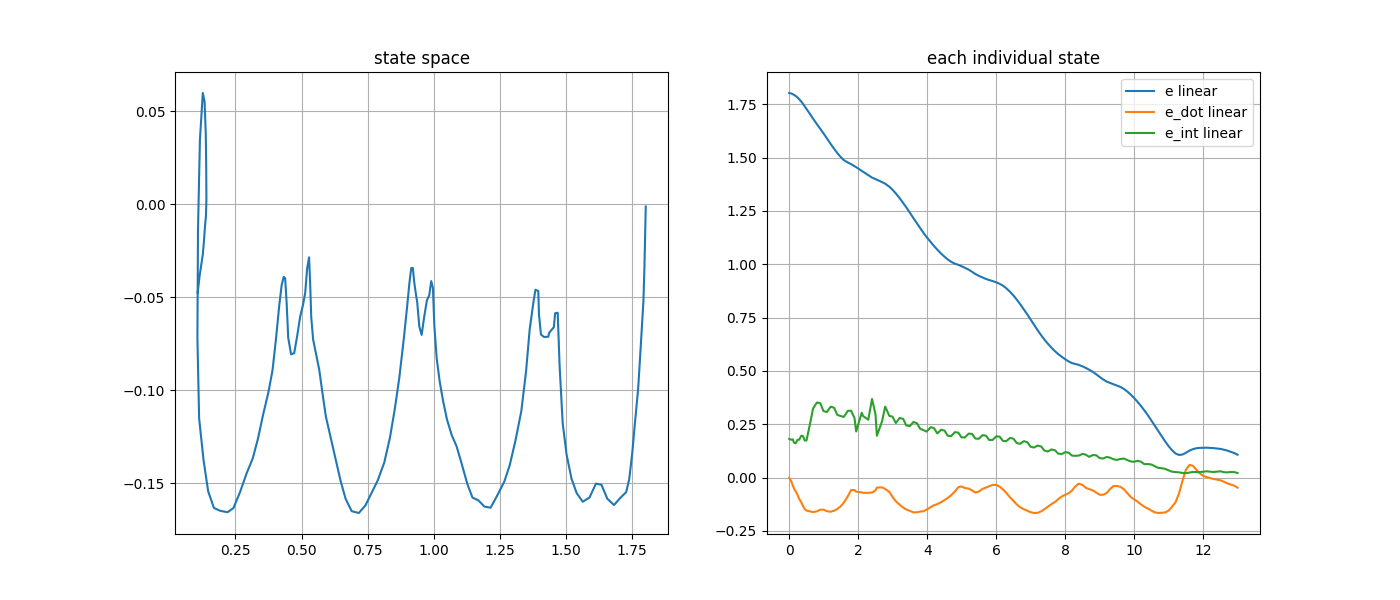 state space
0.05
0.00
−0.05
−0.10
−0.15
0.25 0.50 0.75 1.00 1.25 1.50 1.75
each individual state
e linear
e_dot linear
e_int linear
1.75
1.50
1.25
1.00
0.75
0.50
0.25
0.00
−0.25
0 2 4 6 8 10 12